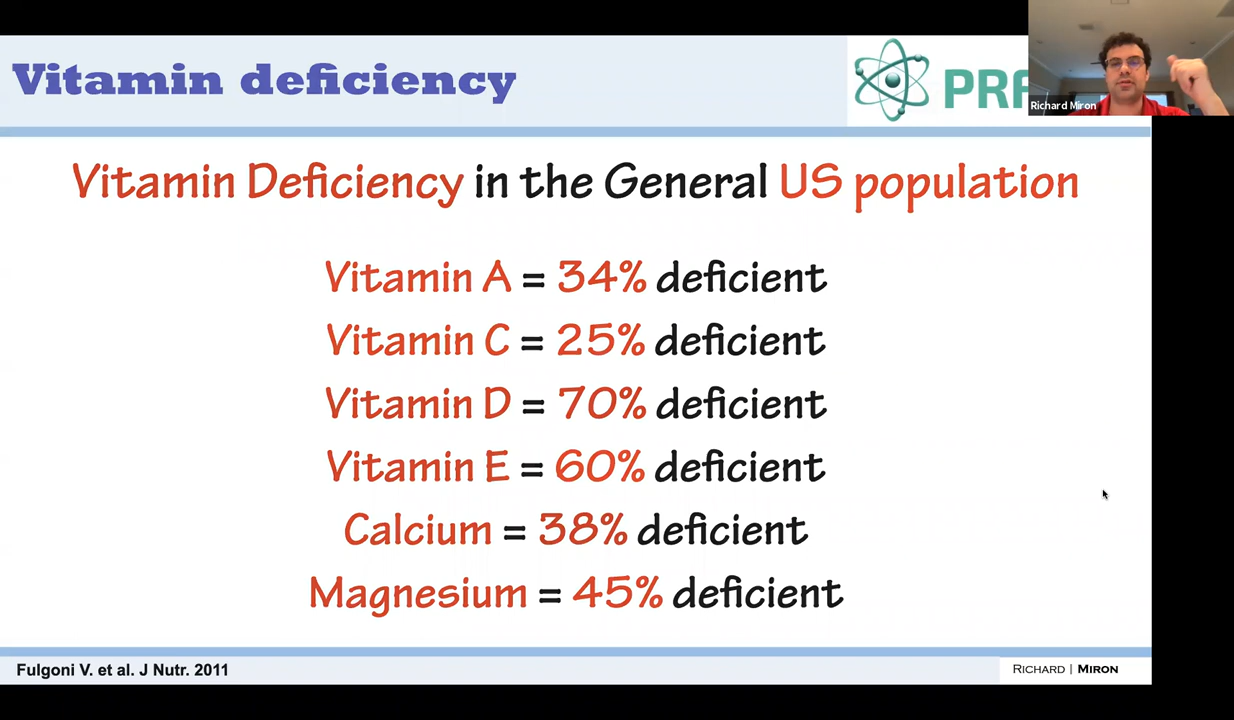 Vitamin deficiency
PRF
Richard Miron
Vitamin Deficiency in the General US population
Vitamin A = 34% deficient
Vitamin C = 25% deficient
Vitamin D = 70% deficient
Vitamin E = 60% deficient
Calcium = 38% deficient
Magnesium = 45% deficient
Fulgoni V. et al. J Nutr. 2011
RICHARD | MIRON